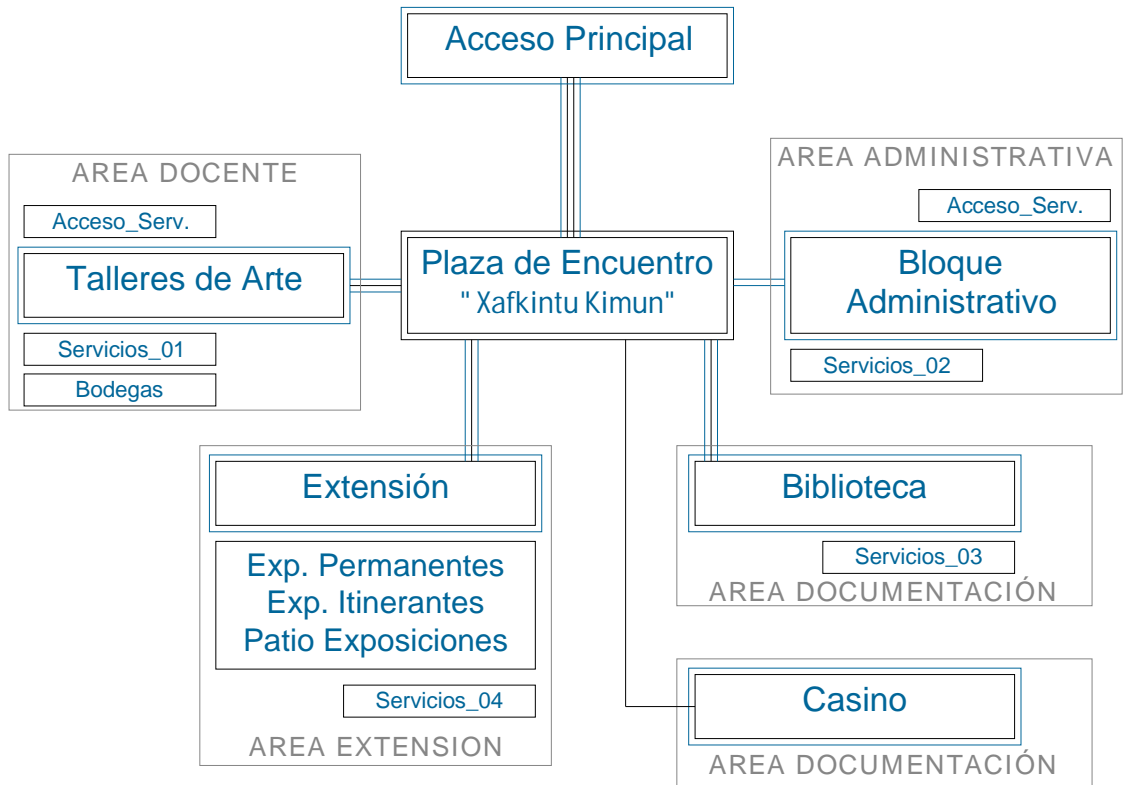 Acceso Principal
AREA DOCENTE
Acceso_Serv.
Talleres de Arte
Servicios_01
Bodegas
Plaza de Encuentro
" Xafkintu Kimun"
AREA ADMINISTRATIVA
Acceso_Serv.
Bloque
Administrativo
Servicios_02
Extensión
Exp. Permanentes
Exp. Itinerantes
Patio Exposiciones
Servicios_04
AREA EXTENSION
Biblioteca
Servicios_03
AREA DOCUMENTACIÓN
Casino
AREA DOCUMENTACIÓN